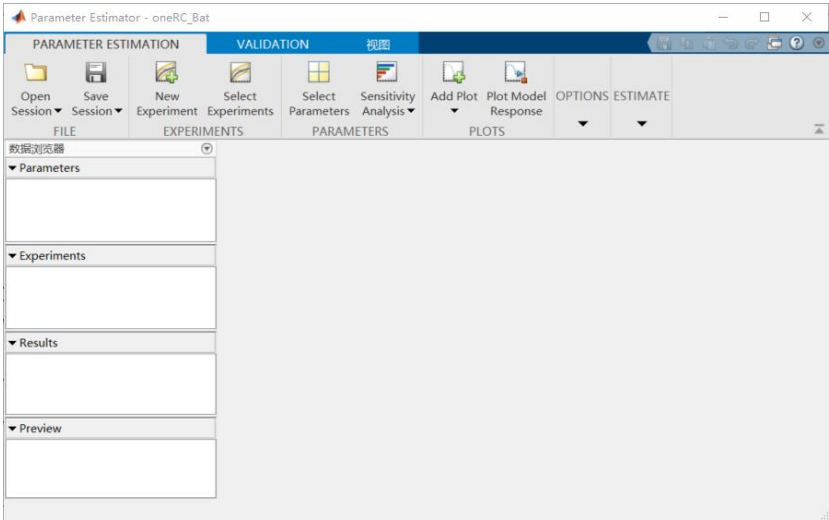 Parameter Estimator - oneRC_Bat
PARAMETER ESTIMATION VALIDATION 视图
Open Save New Select Select Sensitivity Add Plot Plot Model OPTIONS ESTIMATE
Session Session Experiment Experiments Parameters Analysis Response
FILE EXPERIMENTS PARAMETERS PLOTS
数据浏览器
Parameters
Experiments
Results
Preview